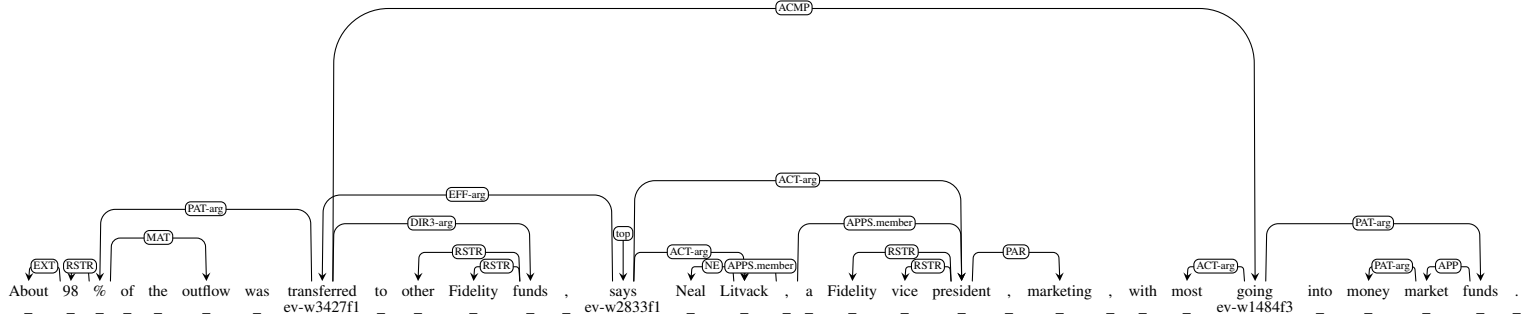 ACMP
ACT-arg
EFF-arg
PAT-arg
DIR3-arg APPS.member PAT-arg
top
MAT
RSTR ACT-arg RSTR PAR
EXT RSTR RSTR NE APPS.member RSTR ACT-arg PAT-arg APP
About 98 % of the outflow was transferred to other Fidelity funds , says Neal Litvack , a Fidelity vice president , marketing , with most going into money market funds .
_ _ _ _ _ _ _ ev-w3427f1 _ _ _ _ _ ev-w2833f1 _ _ _ _ _ _ _ _ _ _ _ _ ev-w1484f3 _ _ _ _ _